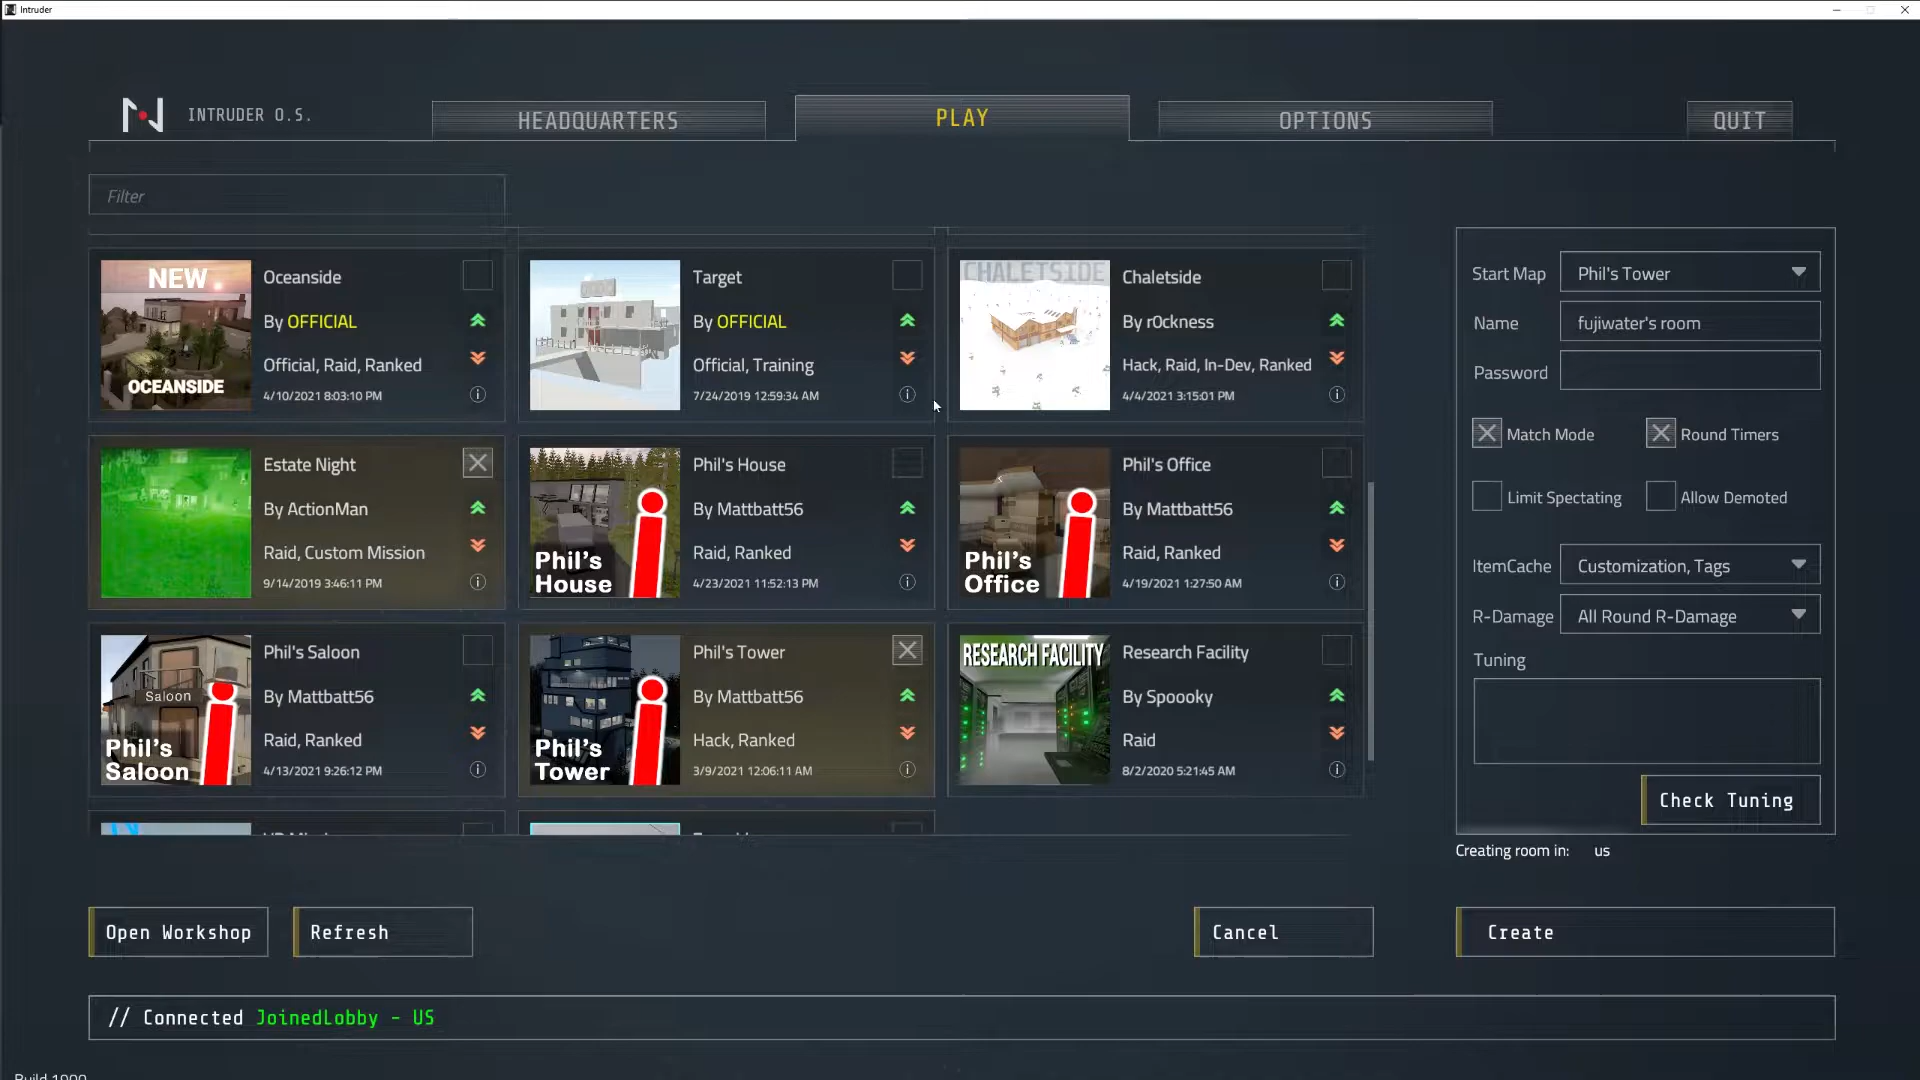 Intruder
INTRUDER O.S.
HEADQUARTERS
PLAY
OPTIONS
QUIT
Filter
NEW
OCEANSIDE
Oceanside
By OFFICIAL
Official, Raid, Ranked
4/10/2021 8:03:10 PM
Target
By OFFICIAL
Official, Training
7/24/2019 12:59:34 AM
CHALETSIDE
Chaletside
By r0ckness
Hack, Raid, In-Dev, Ranked
4/4/2021 3:15:01 PM
Estate Night
By ActionMan
Raid, Custom Mission
9/14/2019 3:46:11 PM
Phil's
House
Phil's House
By Mattbatt56
Raid, Ranked
4/23/2021 11:52:13 PM
Phil's
Office
Phil's Office
By Mattbatt56
Raid, Ranked
4/19/2021 1:27:50 AM
Saloon
Phil's
Saloon
Phil's Saloon
By Mattbatt56
Raid, Ranked
4/13/2021 9:26:12 PM
Phil's
Tower
Phil's Tower
By Mattbatt56
Hack, Ranked
3/9/2021 12:06:11 AM
RESEARCH FACILITY
Research Facility
By Spoooky
Raid
8/2/2020 5:21:45 AM
Start Map Phil's Tower
Name fujiwater's room
Password
Match Mode Round Timers
Limit Spectating Allow Demoted
ItemCache Customization, Tags
R-Damage All Round R-Damage
Tuning
Check Tuning
Creating room in: us
Open Workshop
Refresh
Cancel
Create
// Connected JoinedLobby - US
Build 1900